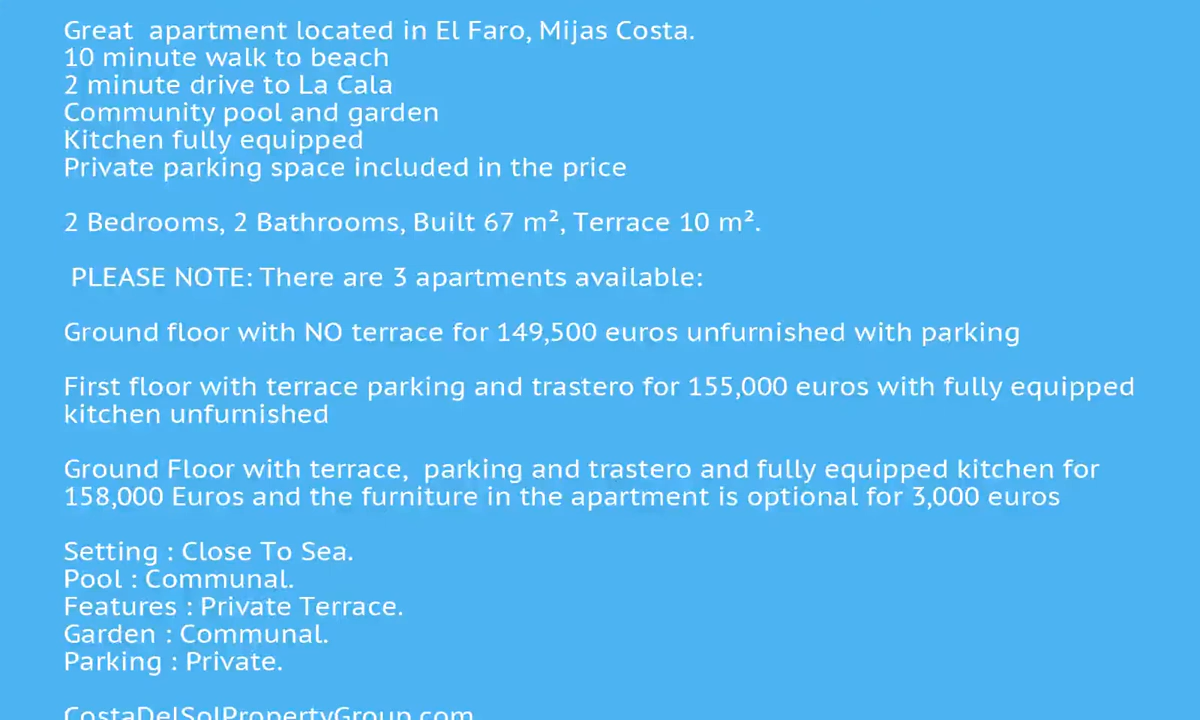 Great  apartment located in El Faro, Mijas Costa.
10 minute walk to beach
2 minute drive to La Cala
Community pool and garden
Kitchen fully equipped
Private parking space included in the price
2 Bedrooms, 2 Bathrooms, Built 67 m², Terrace 10 m².
PLEASE NOTE: There are 3 apartments available:
Ground floor with NO terrace for 149,500 euros unfurnished with parking
First floor with terrace parking and trastero for 155,000 euros with fully equipped
kitchen unfurnished
Ground Floor with terrace,  parking and trastero and fully equipped kitchen for
158,000 Euros and the furniture in the apartment is optional for 3,000 euros
Setting : Close To Sea.
Pool : Communal.
Features : Private Terrace.
Garden : Communal.
Parking : Private.
CostaDelSolPropertyGroup.com